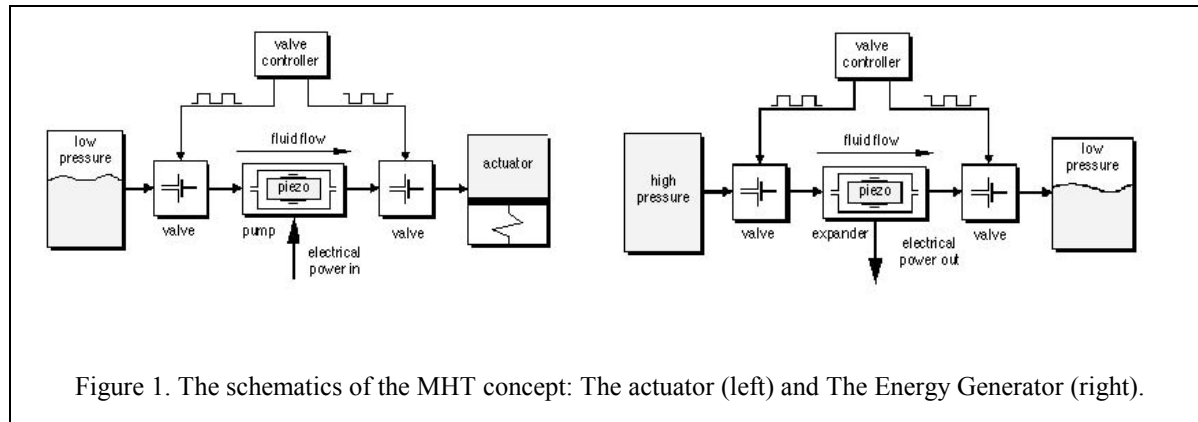 valve
controller
low
pressure
fluid flow
actuator
piezo
valve
pump
valve
electrical
power in
valve
controller
high
pressure
fluid flow
low
pressure
piezo
valve
expander
electrical
power out
valve
Figure 1. The schematics of the MHT concept: The actuator (left) and The Energy Generator (right).